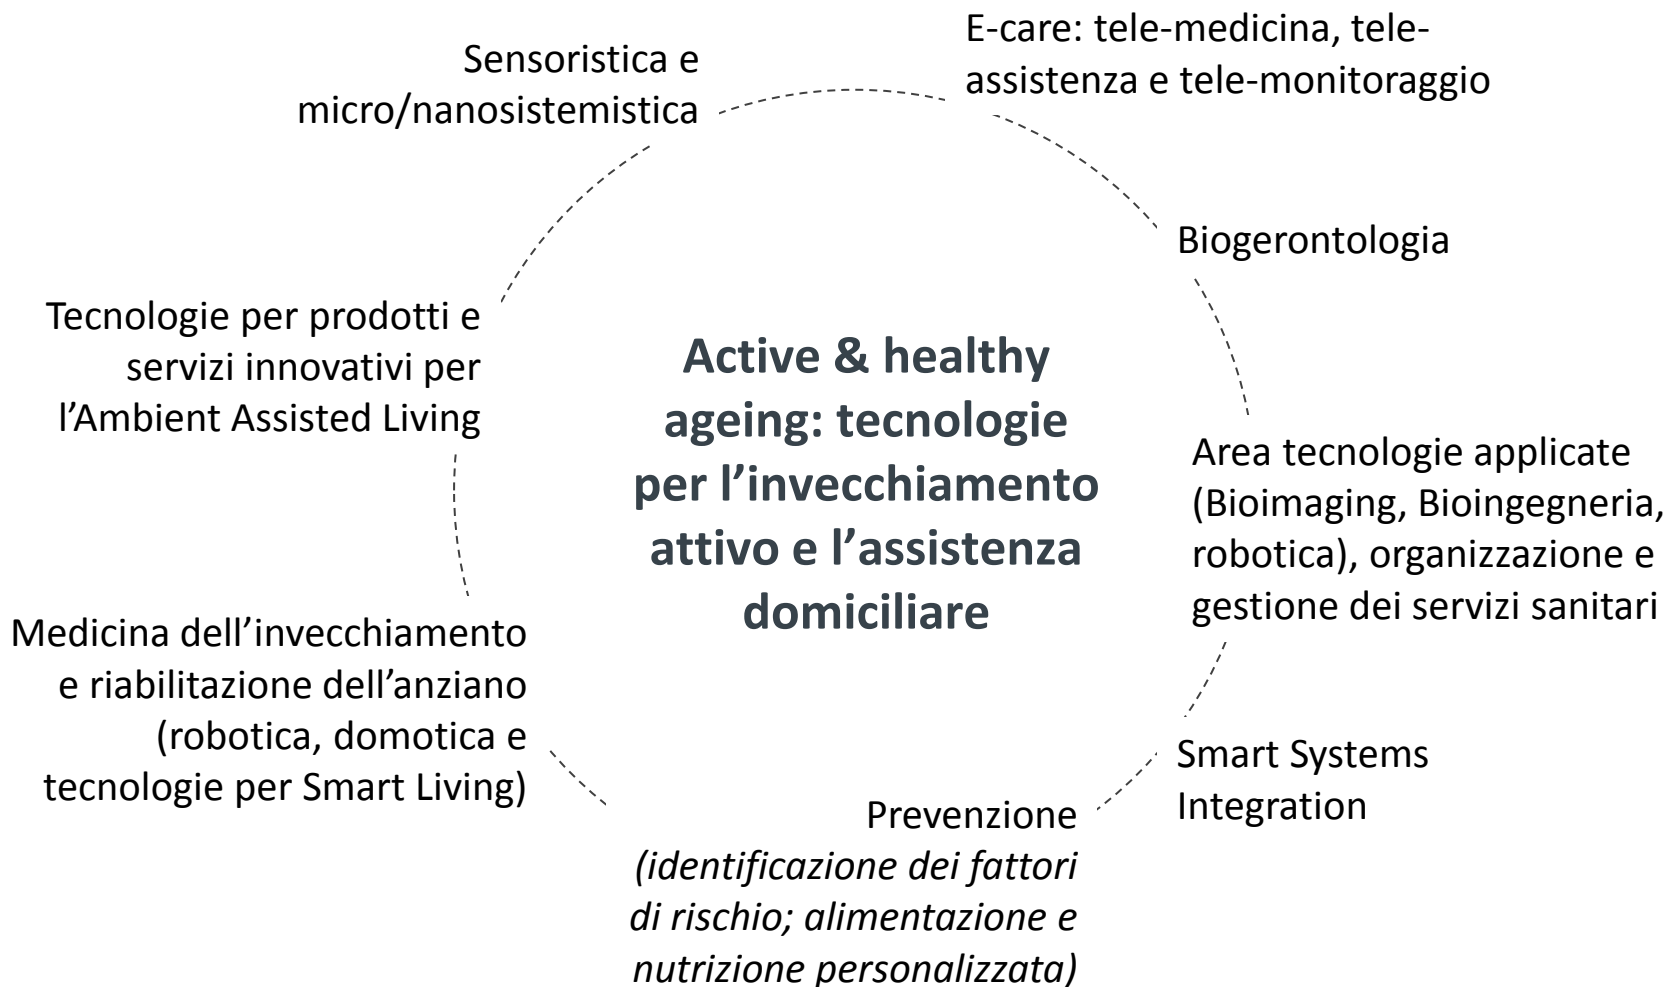 Sensoristica e
micro/nanosistemistica
E-care: tele-medicina, tele-
assistenza e tele-monitoraggio
Biogerontologia
Area tecnologie applicate
(Bioimaging, Bioingegneria,
robotica), organizzazione e
gestione dei servizi sanitari
Smart Systems
Integration
Prevenzione
(identificazione dei fattori
di rischio; alimentazione e
nutrizione personalizzata)
Medicina dell’invecchiamento
e riabilitazione dell’anziano
(robotica, domotica e
tecnologie per Smart Living)
Tecnologie per prodotti e
servizi innovativi per
l’Ambient Assisted Living
Active & healthy
ageing: tecnologie
per l’invecchiamento
attivo e l’assistenza
domiciliare